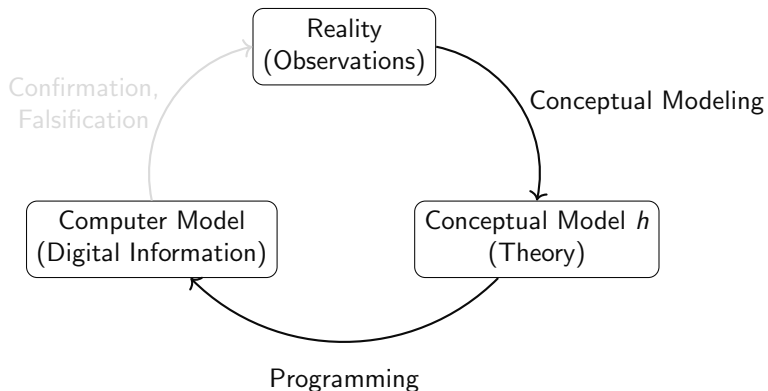 Reality
(Observations)
Confirmation,
Falsification
Conceptual Modeling
Computer Model
(Digital Information)
Conceptual Model h
(Theory)
Programming